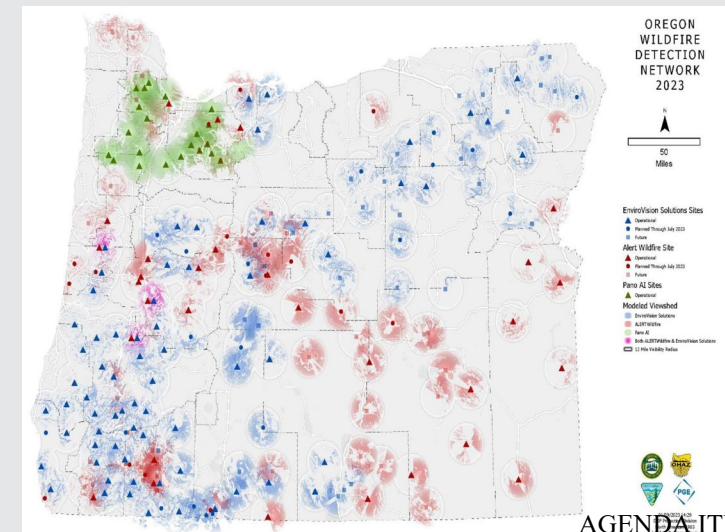 OREGON
WILDFIRE
DETECTION
NETWORK
2023
N
50
Miles
EnviroVision Solutions Sites
Operational
Planned Through July 2023
Future
Alert Wildfire Site
Operational
Planned Through July 2023
Future
Pano AI Sites
Operational
Modeled Viewshed
EnviroVision Solutions
ALERTWildfire
Pano AI
Both ALERTWildfire & EnviroVision Solutions
12 Mile Visibility Radius
OHAZ
PGE
AGENDA IT